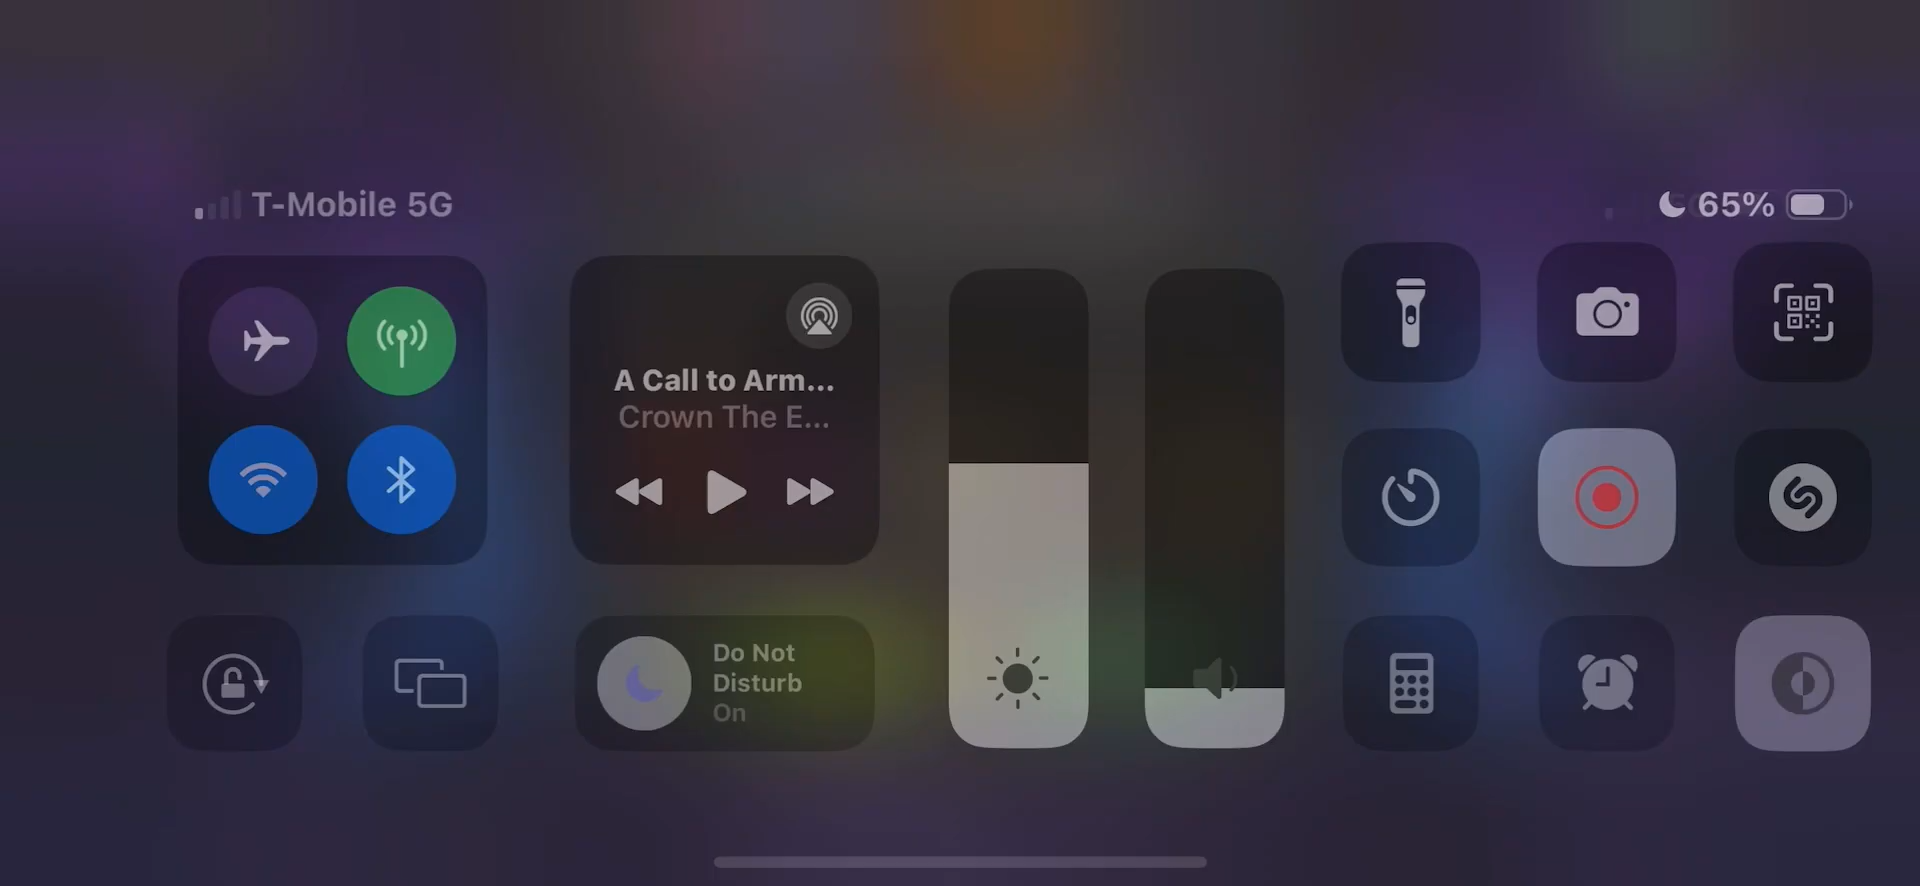 T-Mobile 5G
65%
A Call to Arm...
Crown The E...
Do Not
Disturb
On